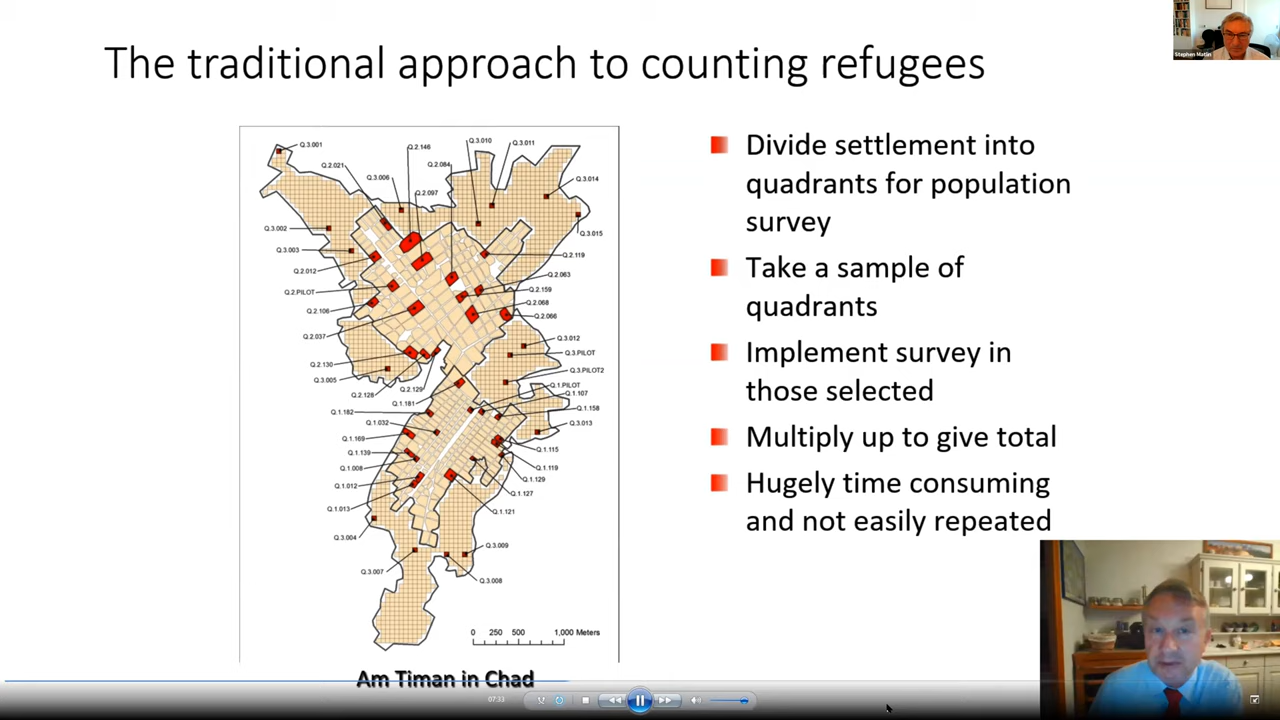 The traditional approach to counting refugees
Stephen Matlin
Q.3.001
Q.2.021
Q.3.006
Q.2.146
Q.2.084
Q.2.097
Q.3.010
Q.3.011
Q.3.014
Q.3.015
Q.3.002
Q.3.003
Q.2.012
Q.2.PILOT
Q.2.106
Q.2.037
Q.2.119
Q.2.063
Q.2.159
Q.2.068
Q.2.066
Q.2.130
Q.3.005
Q.2.128
Q.2.129
Q.1.181
Q.3.012
Q.3.PILOT
Q.3.PILOT2
Q.1.PILOT
Q.1.107
Q.1.158
Q.3.013
Q.1.182
Q.1.032
Q.1.169
Q.1.139
Q.1.008
Q.1.012
Q.1.013
Q.1.115
Q.1.119
Q.1.129
Q.1.127
Q.1.121
Q.3.004
Q.3.007
Q.3.009
Q.3.008
0 250 500 1,000 Meters
Am Timan in Chad
Divide settlement into
quadrants for population
survey
Take a sample of
quadrants
Implement survey in
those selected
Multiply up to give total
Hugely time consuming
and not easily repeated
07:33